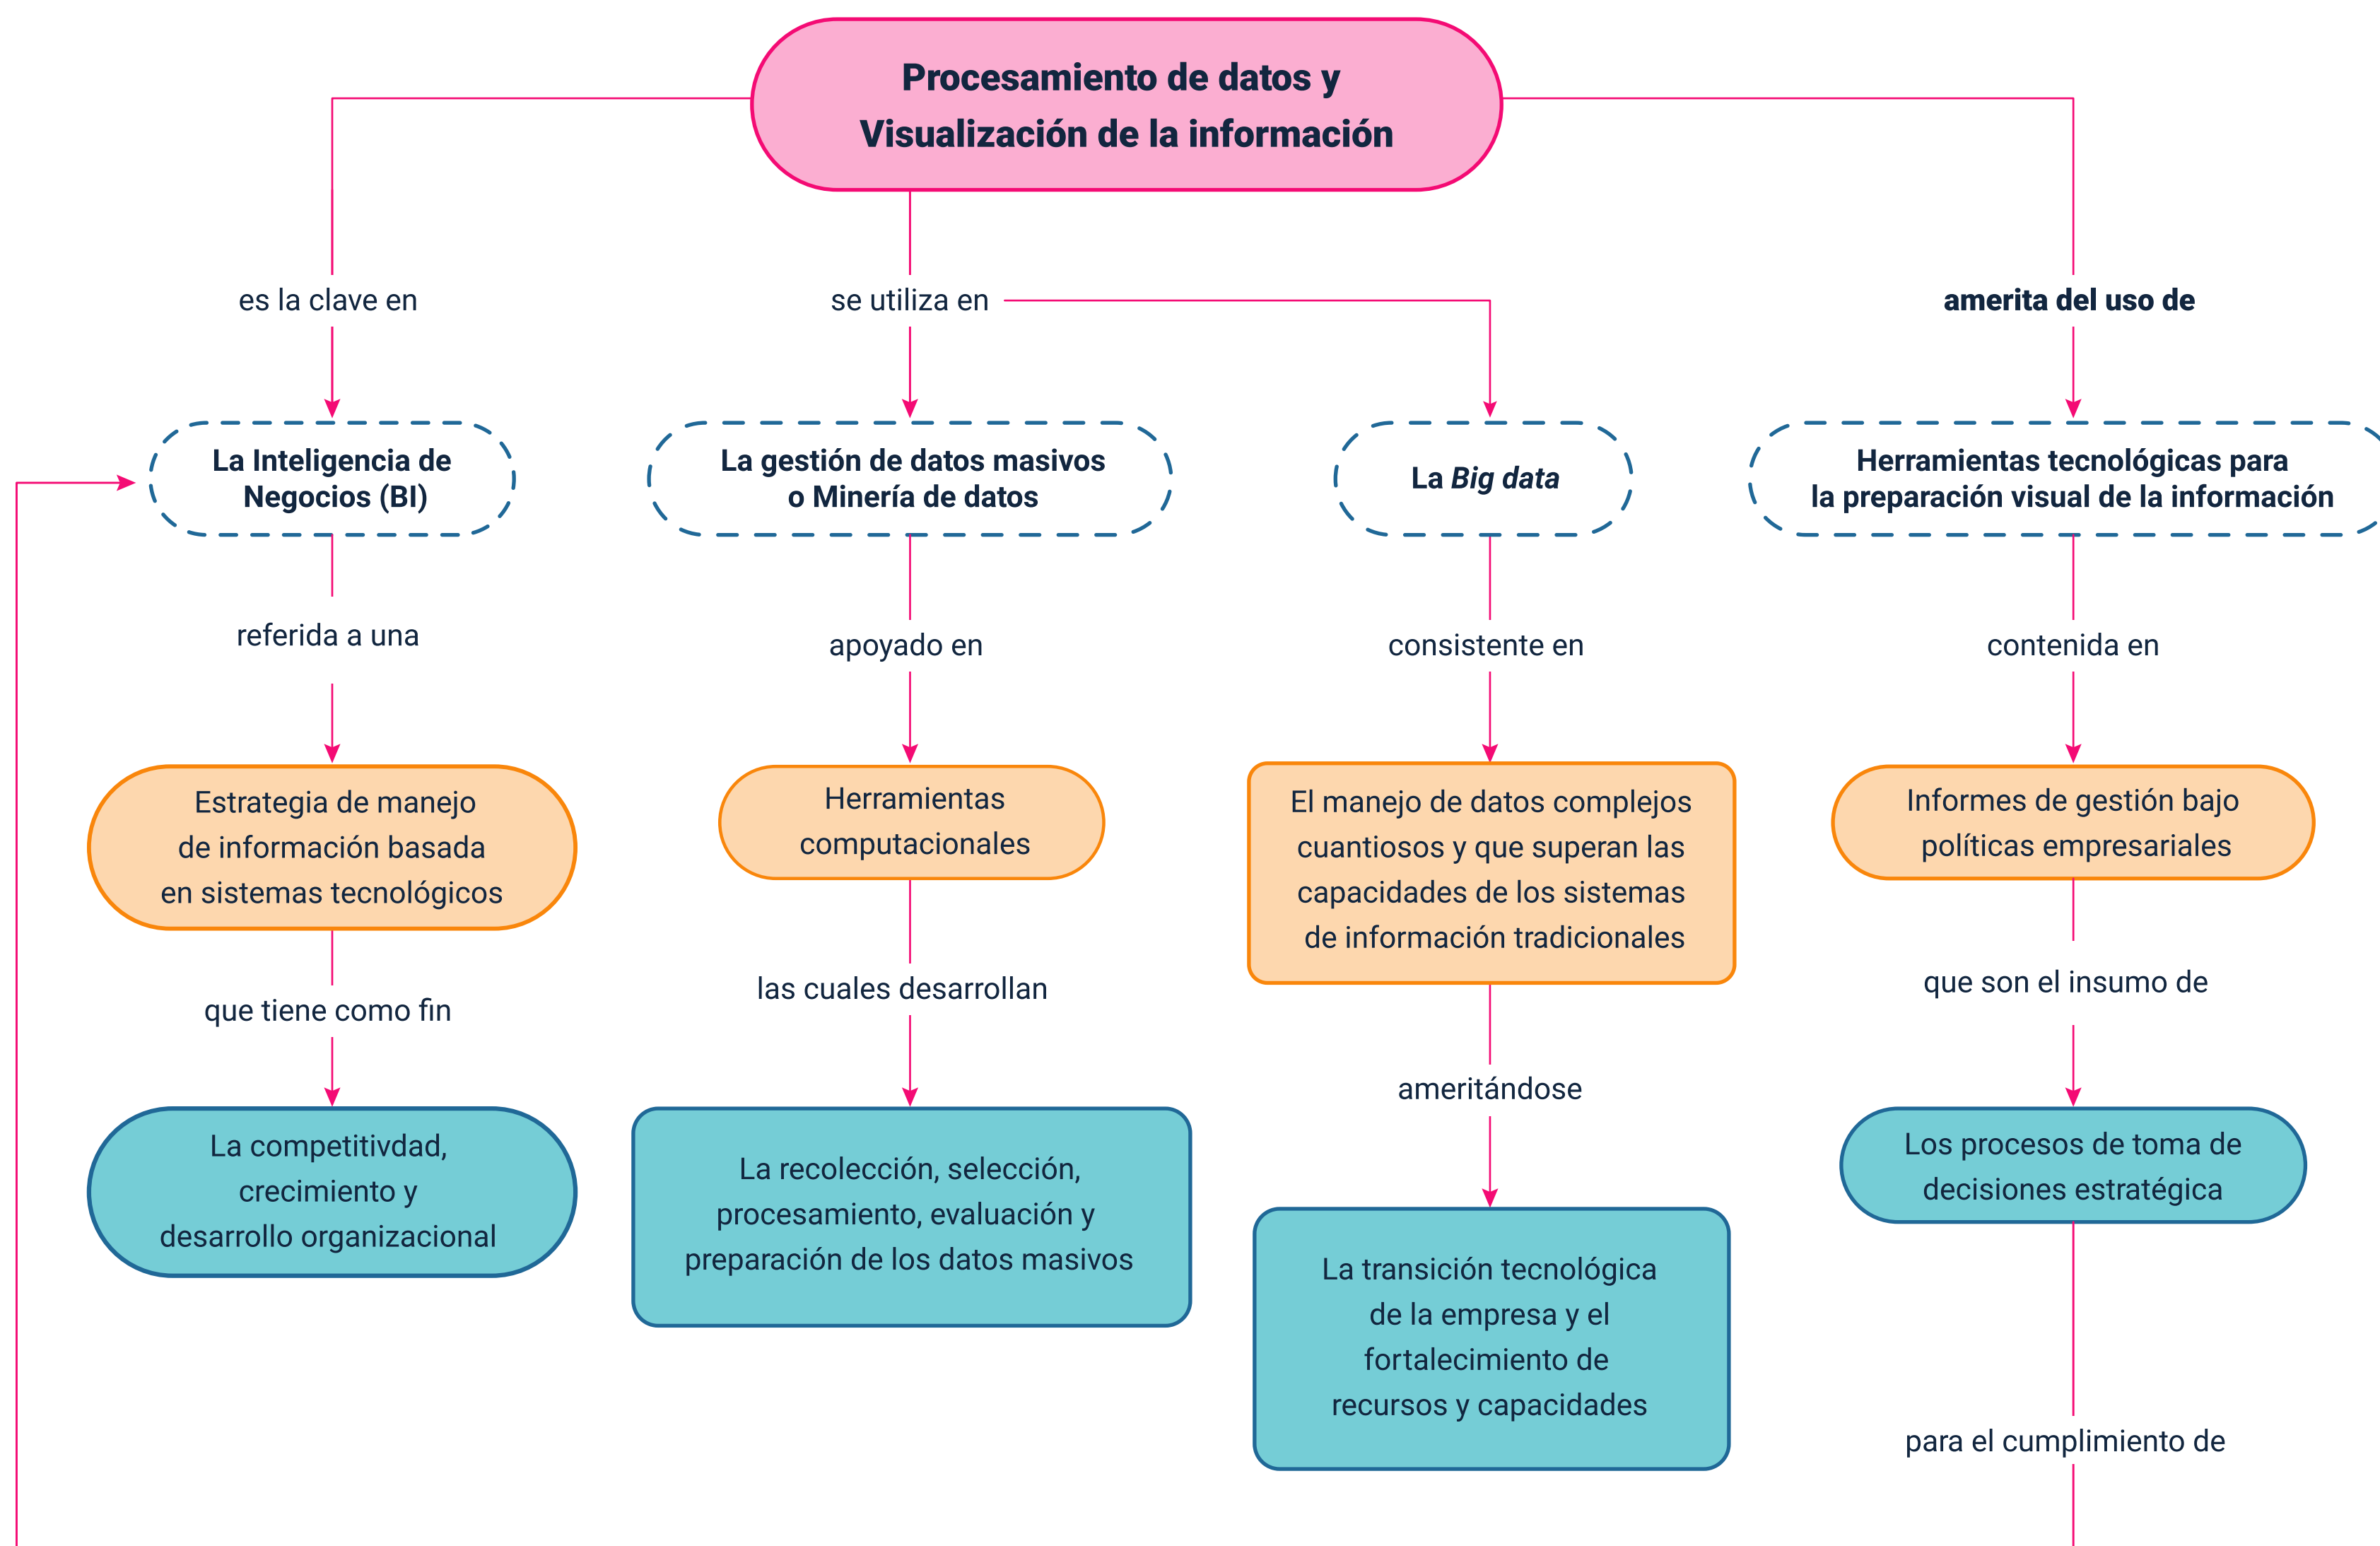 Procesamiento de datos y
Visualización de la información
es la clave en
se utiliza en
amerita del uso de
La Inteligencia de
Negocios (BI)
La gestión de datos masivos
o Minería de datos
La Big data
Herramientas tecnológicas para
la preparación visual de la información
referida a una
apoyado en
consistente en
contenida en
Estrategia de manejo
de información basada
en sistemas tecnológicos
Herramientas
computacionales
El manejo de datos complejos
cuantiosos y que superan las
capacidades de los sistemas
de información tradicionales
Informes de gestión bajo
políticas empresariales
que tiene como fin
las cuales desarrollan
ameritándose
que son el insumo de
La competitivdad,
crecimiento y
desarrollo organizacional
La recolección, selección,
procesamiento, evaluación y
preparación de los datos masivos
La transición tecnológica
de la empresa y el
fortalecimiento de
recursos y capacidades
Los procesos de toma de
decisiones estratégica
para el cumplimiento de